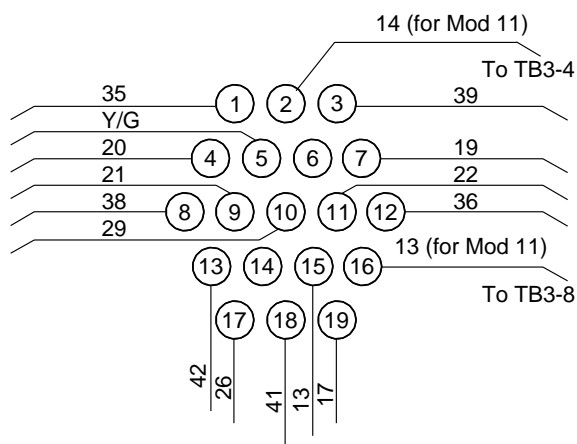 14 (for Mod 11)
To TB3-4
35 1 2 3 39
Y/G
20 4 5 6 7 19
21 22
38 8 9 10 11 12 36
29
13 (for Mod 11)
13 14 15 16
To TB3-8
17 18 19
42 26 41 13 17